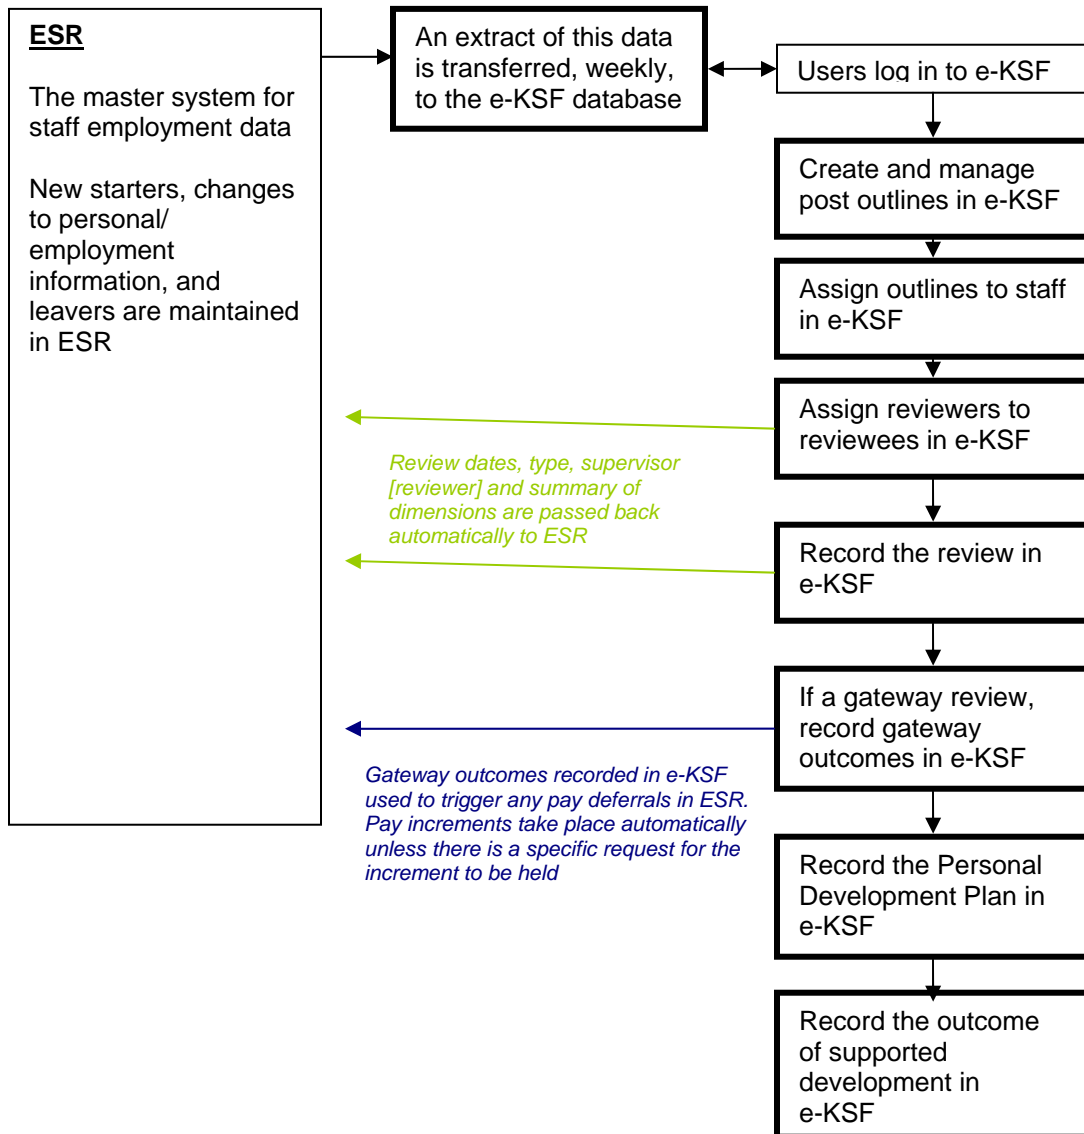 ESR
The master system for
staff employment data
New starters, changes
to personal/
employment
information, and
leavers are maintained
in ESR
An extract of this data
is transferred, weekly,
to the e-KSF database
Users log in to e-KSF
Create and manage
post outlines in e-KSF
Assign outlines to staff
in e-KSF
Assign reviewers to
reviewees in e-KSF
Review dates, type, supervisor
[reviewer] and summary of
dimensions are passed back
automatically to ESR
Record the review in
e-KSF
If a gateway review,
record gateway
outcomes in e-KSF
Gateway outcomes recorded in e-KSF
used to trigger any pay deferrals in ESR.
Pay increments take place automatically
unless there is a specific request for the
increment to be held
Record the Personal
Development Plan in
e-KSF
Record the outcome
of supported
development in
e-KSF